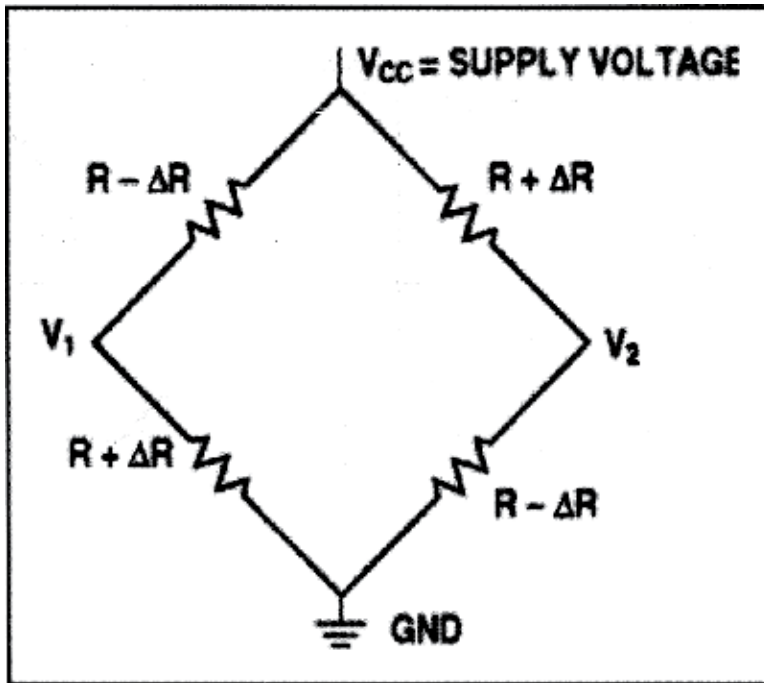 VCC = SUPPLY VOLTAGE
R – ΔR
R + ΔR
V1
V2
R + ΔR
R – ΔR
GND